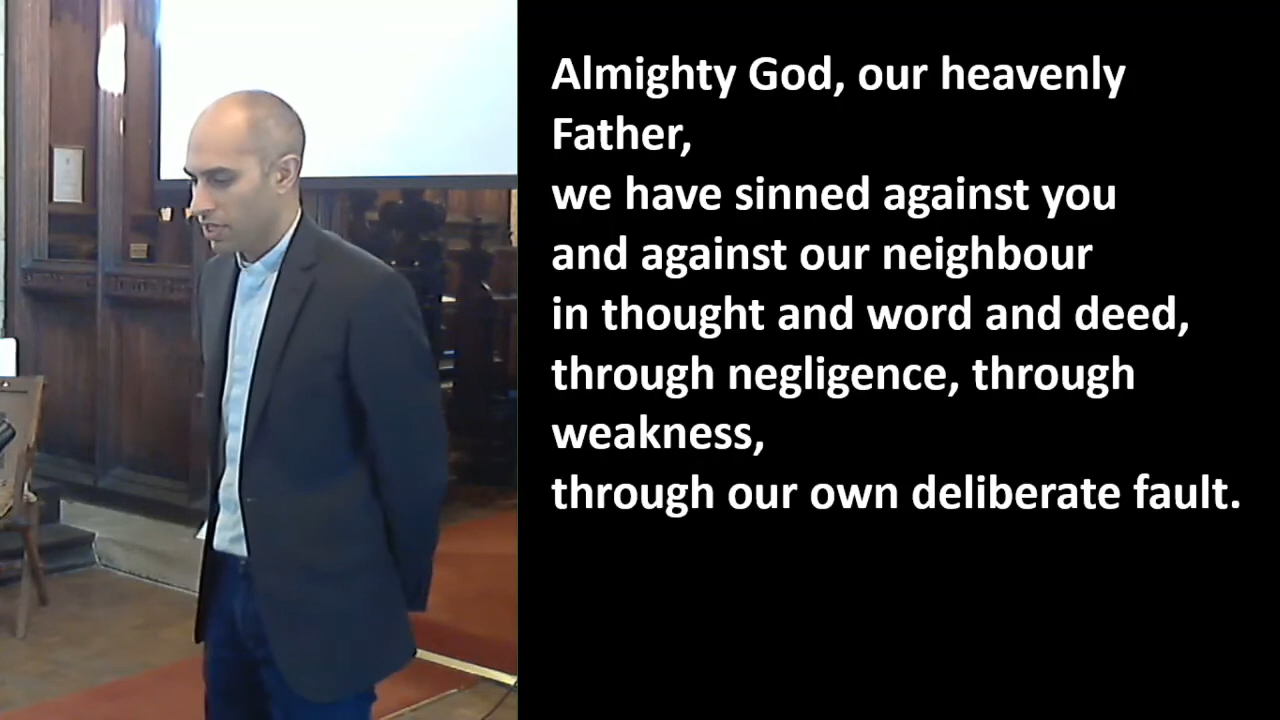 Almighty God, our heavenly
Father,
we have sinned against you
and against our neighbour
in thought and word and deed,
through negligence, through
weakness,
through our own deliberate fault.